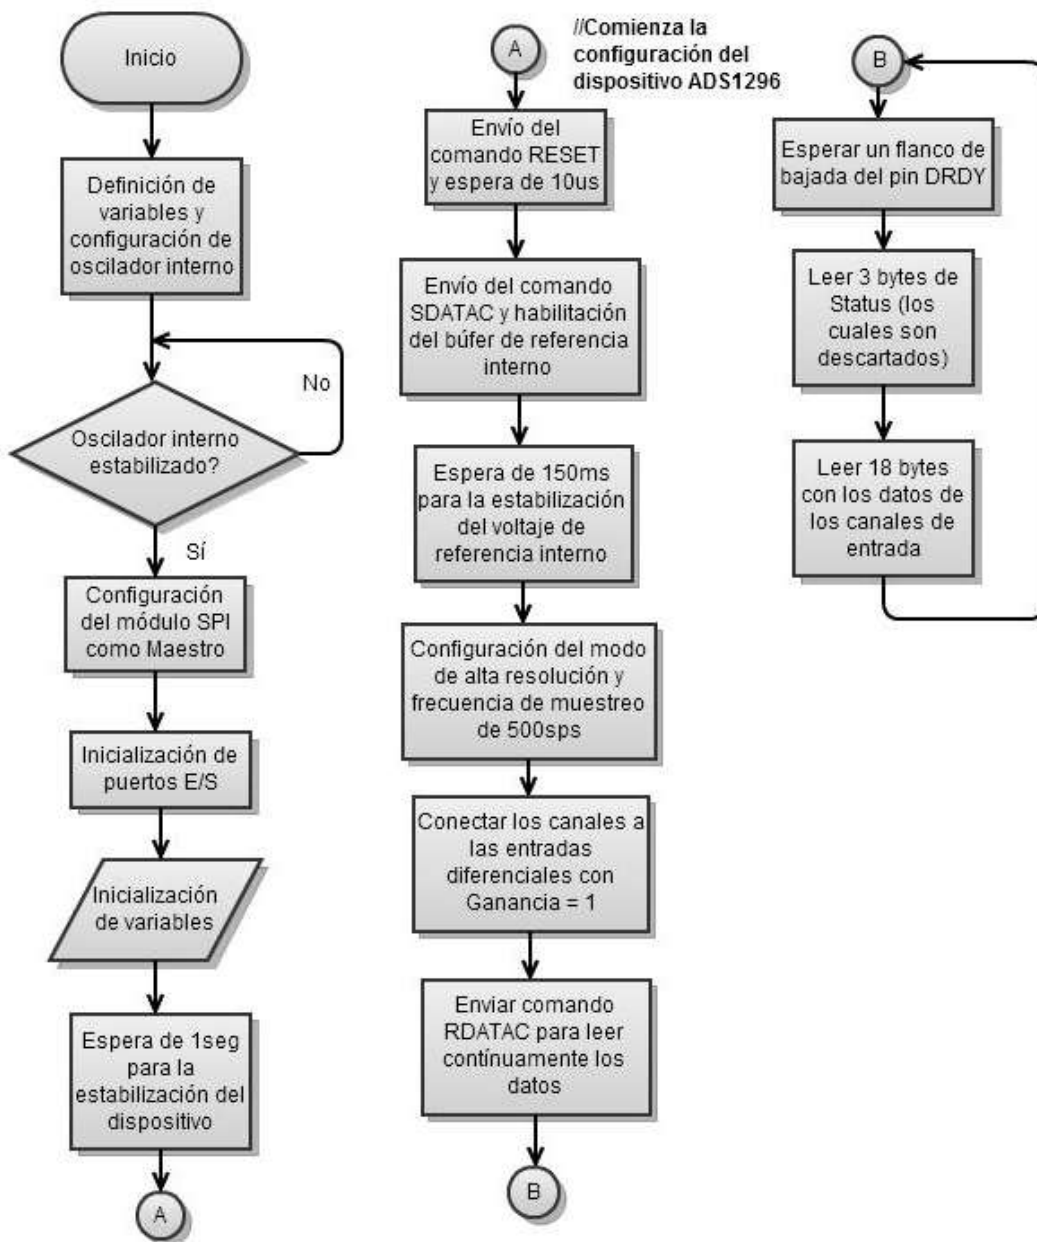 Inicio
Definición de
variables y
configuración de
oscilador interno
No
Oscilador interno
estabilizado?
Sí
Configuración
del módulo SPI
como Maestro
Inicialización de
puertos E/S
Inicialización
de variables
Espera de 1seg
para la
estabilización del
dispositivo
A
A
//Comienza la
configuración del
dispositivo ADS1296
Envío del
comando RESET
y espera de 10us
Envío del comando
SDATAC y habilitación
del búfer de referencia
interno
Espera de 150ms
para la estabilización
del voltaje de
referencia interno
Configuración del modo
de alta resolución y
frecuencia de muestreo
de 500sps
Conectar los canales a
las entradas
diferenciales con
Ganancia = 1
Enviar comando
RDATAC para leer
contínuamente los
datos
B
B
Esperar un flanco de
bajada del pin DRDY
Leer 3 bytes de
Status (los
cuales son
descartados)
Leer 18 bytes
con los datos de
los canales de
entrada